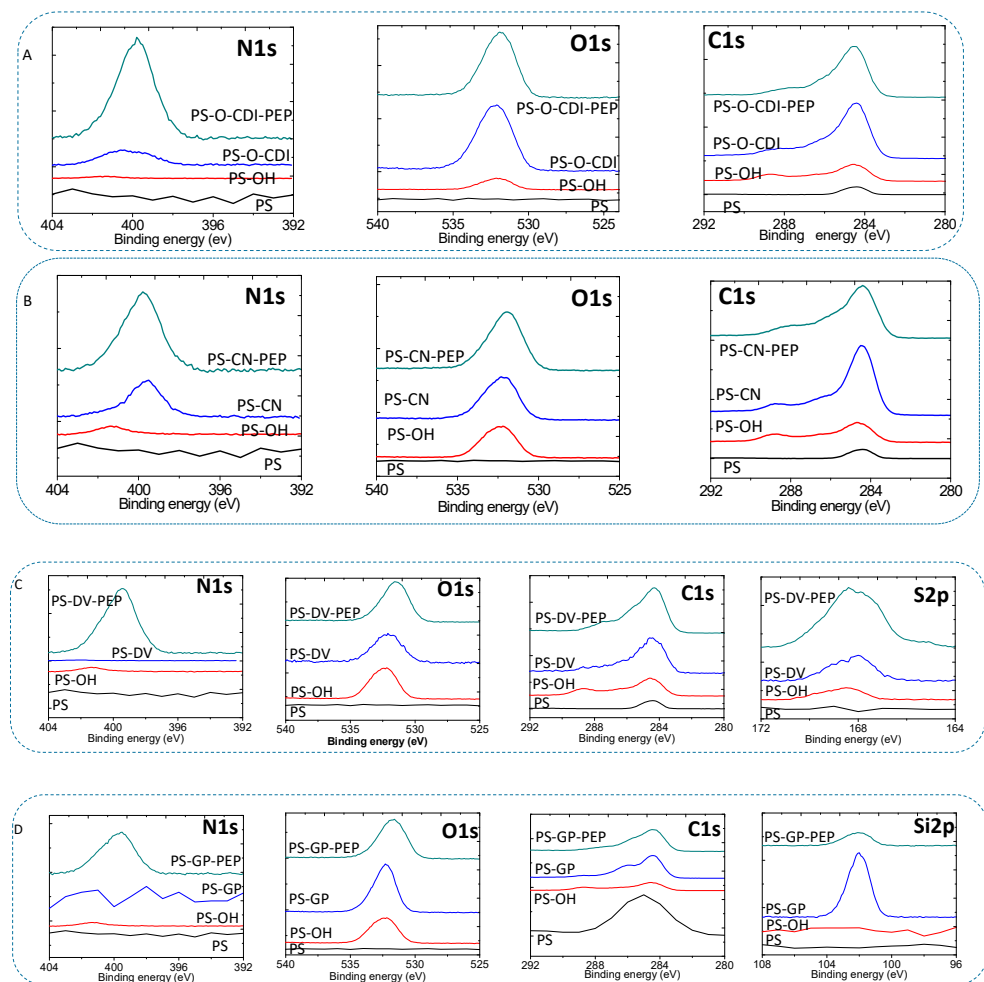 A
N1s
PS-O-CDI-PEP
PS-O-CDI
PS-OH
PS
404 400 396 392
Binding energy (ev)
O1s
PS-O-CDI-PEP
PS-O-CDI
PS-OH
PS
540 535 530 525
Binding energy (eV)
C1s
PS-O-CDI-PEP
PS-O-CDI
PS-OH
PS
292 288 284 280
Binding energy (eV)
B
N1s
PS-CN-PEP
PS-CN
PS-OH
PS
404 400 396 392
Binding energy (eV)
O1s
PS-CN-PEP
PS-CN
PS-OH
PS
540 535 530 525
Binding energy (eV)
C1s
PS-CN-PEP
PS-CN
PS-OH
PS
292 288 284 280
Binding energy (eV)
C
N1s
PS-DV-PEP
PS-DV
PS-OH
PS
404 400 396 392
Binding energy (eV)
O1s
PS-DV-PEP
PS-DV
PS-OH
PS
540 535 530 525
Binding energy (eV)
C1s
PS-DV-PEP
PS-DV
PS-OH
PS
292 288 284 280
Binding energy (eV)
S2p
PS-DV-PEP
PS-DV
PS-OH
PS
172 168 164
Binding energy (eV)
D
N1s
PS-GP-PEP
PS-GP
PS-OH
PS
404 400 396 392
Binding energy (eV)
O1s
PS-GP-PEP
PS-GP
PS-OH
PS
540 535 530 525
Binding energy (eV)
C1s
PS-GP-PEP
PS-GP
PS-OH
PS
292 288 284 280
Binding energy (eV)
Si2p
PS-GP-PEP
PS-GP
PS-OH
PS
108 104 100 96
Binding energy (eV)